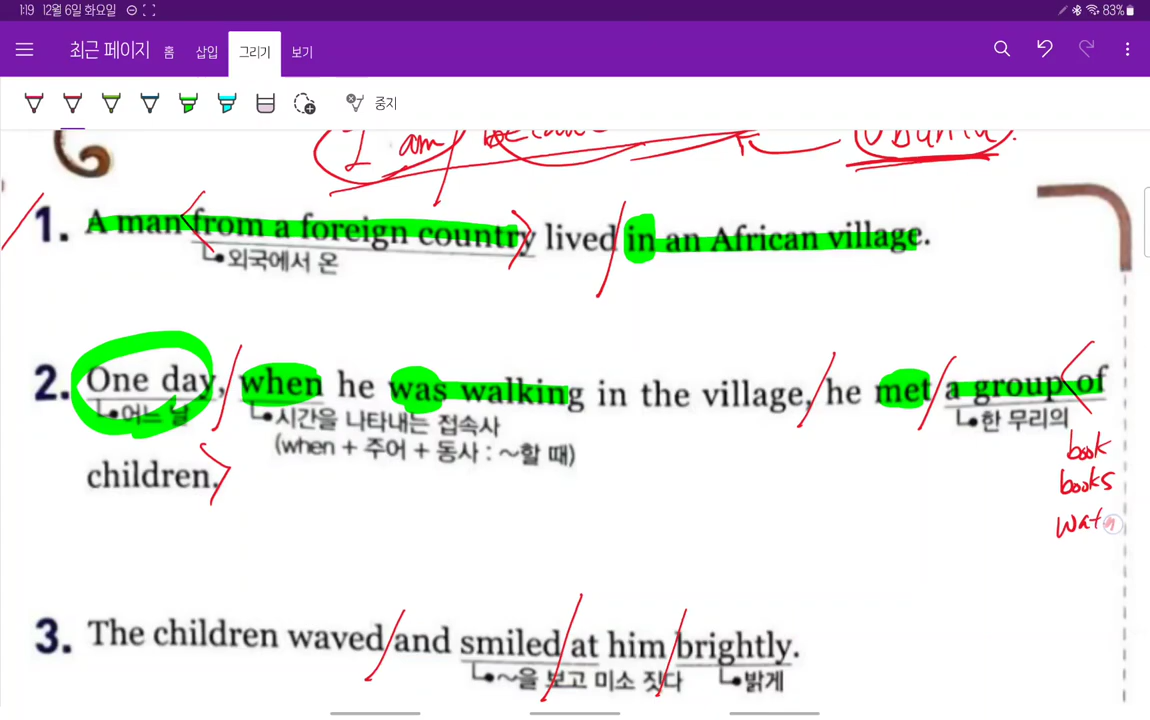 1:19 12월 6일 화요일 83%
최근 페이지 홈 삽입 그리기 보기
중지
I am
Ubuntu.
1. A man from a foreign country lived in an African village.
외국에서 온
2. One day, when he was walking in the village, he met a group of
어느 날 시간을 나타내는 접속사 한 무리의
(when + 주어 + 동사 : ~할 때)
book
children.
books
wat
3. The children waved and smiled at him brightly.
~을 보고 미소 짓다 밝게